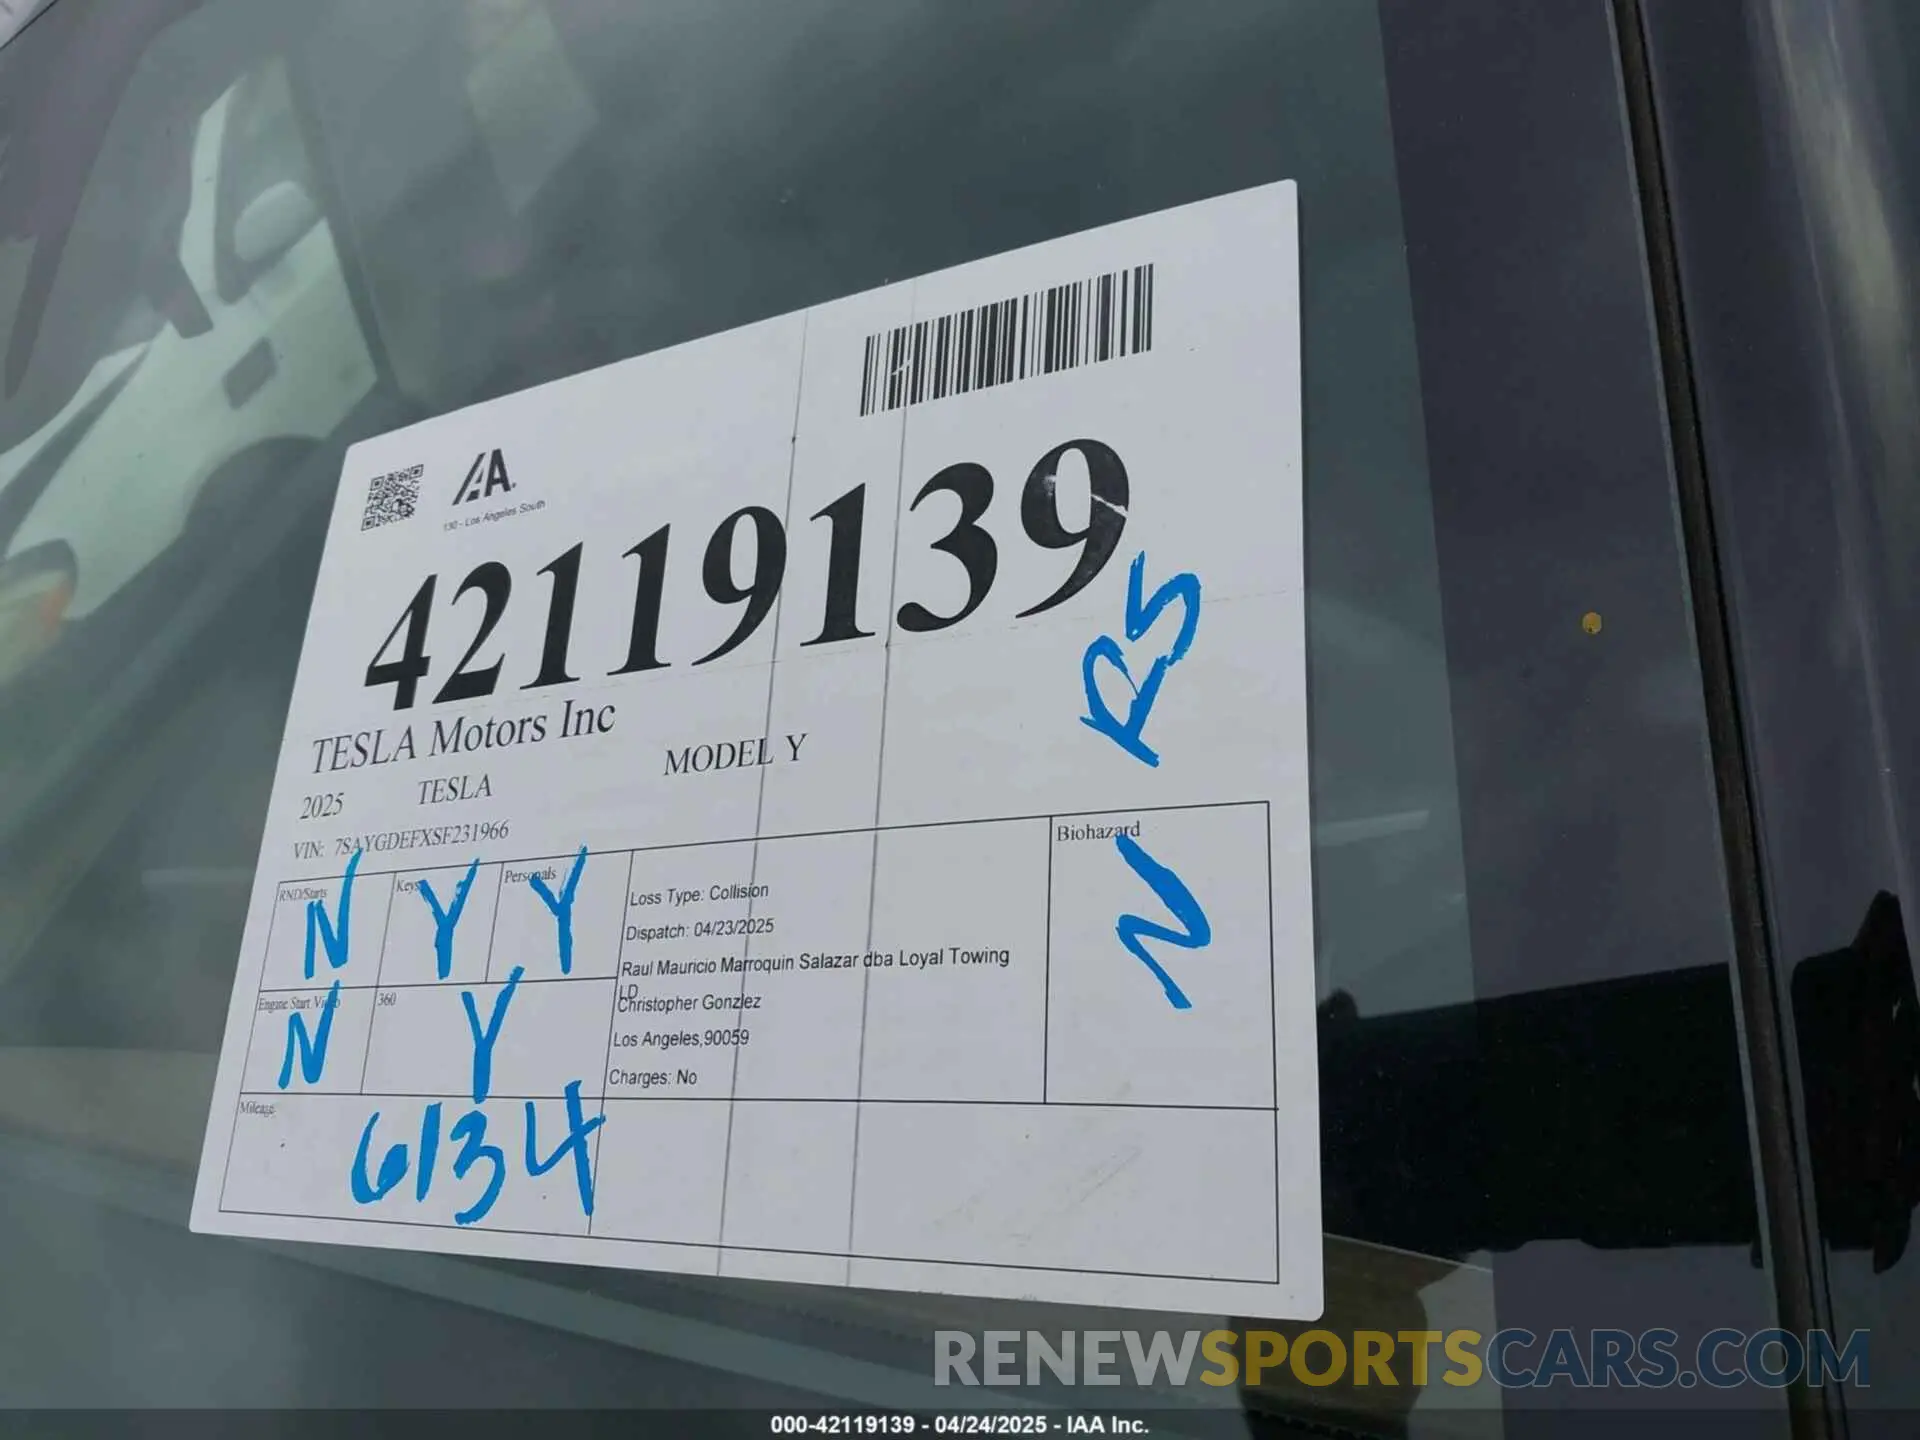 IAA
130 - Los Angeles South
42119139
RS
TESLA Motors Inc
2025 TESLA MODEL Y
VIN: 7SAYGDEFXSF231966
RND/Starts N
Keys Y
Personals Y
Loss Type: Collision
Dispatch: 04/23/2025
Raul Mauricio Marroquin Salazar dba Loyal Towing
LD
Christopher Gonzlez
Los Angeles,90059
Charges: No
Biohazard
N
Engine Start Video N
360 Y
Mileage 6134
RENEWSPORTSCARS.COM
000-42119139 - 04/24/2025 - IAA Inc.